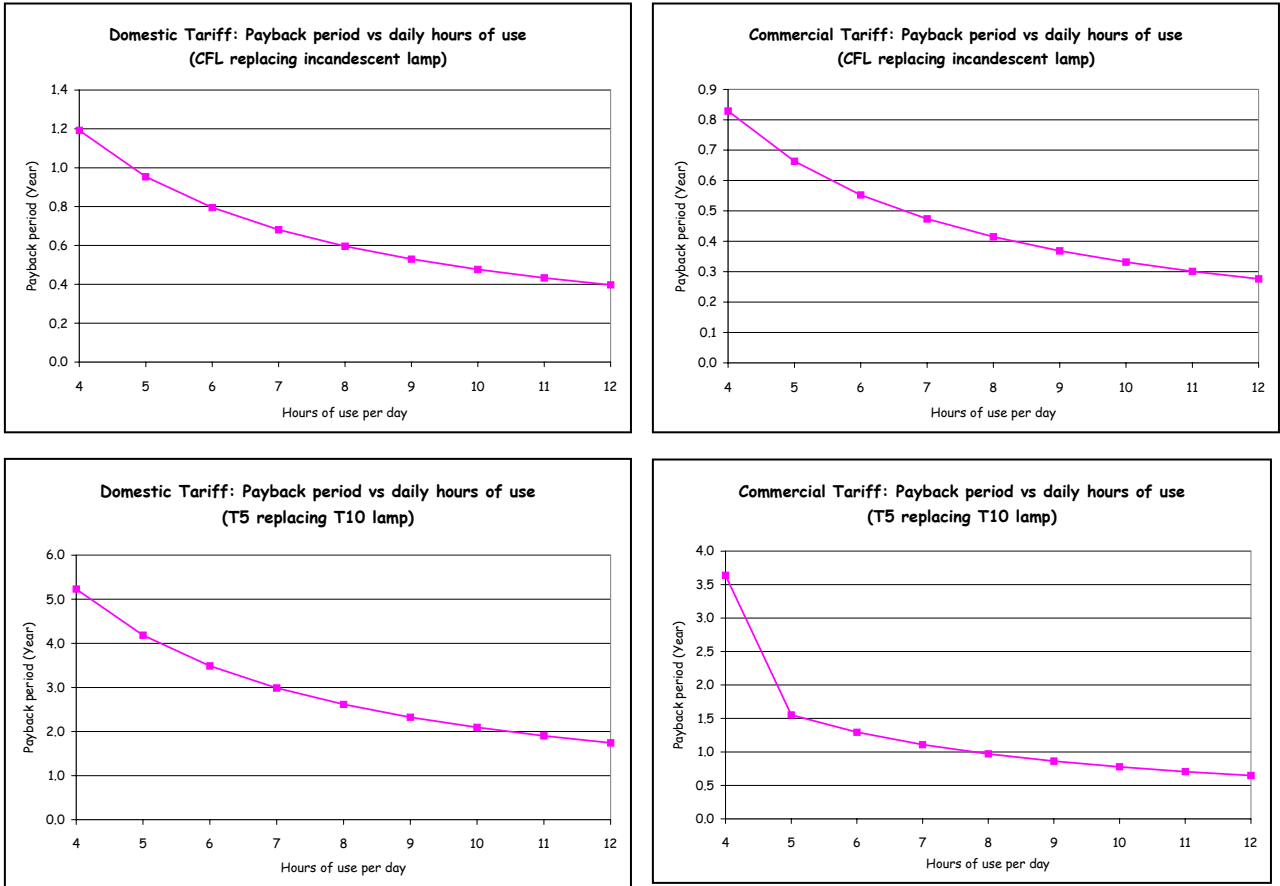 Domestic Tariff: Payback period vs daily hours of use
(CFL replacing incandescent lamp)
1.4
1.2
1.0
0.8
0.6
0.4
0.2
0.0
Payback period (Year)
4 5 6 7 8 9 10 11 12
Hours of use per day
Commercial Tariff: Payback period vs daily hours of use
(CFL replacing incandescent lamp)
0.9
0.8
0.7
0.6
0.5
0.4
0.3
0.2
0.1
0.0
Payback period (Year)
4 5 6 7 8 9 10 11 12
Hours of use per day
Domestic Tariff: Payback period vs daily hours of use
(T5 replacing T10 lamp)
6.0
5.0
4.0
3.0
2.0
1.0
0.0
Payback period (Year)
4 5 6 7 8 9 10 11 12
Hours of use per day
Commercial Tariff: Payback period vs daily hours of use
(T5 replacing T10 lamp)
4.0
3.5
3.0
2.5
2.0
1.5
1.0
0.5
0.0
Payback period (Year)
4 5 6 7 8 9 10 11 12
Hours of use per day